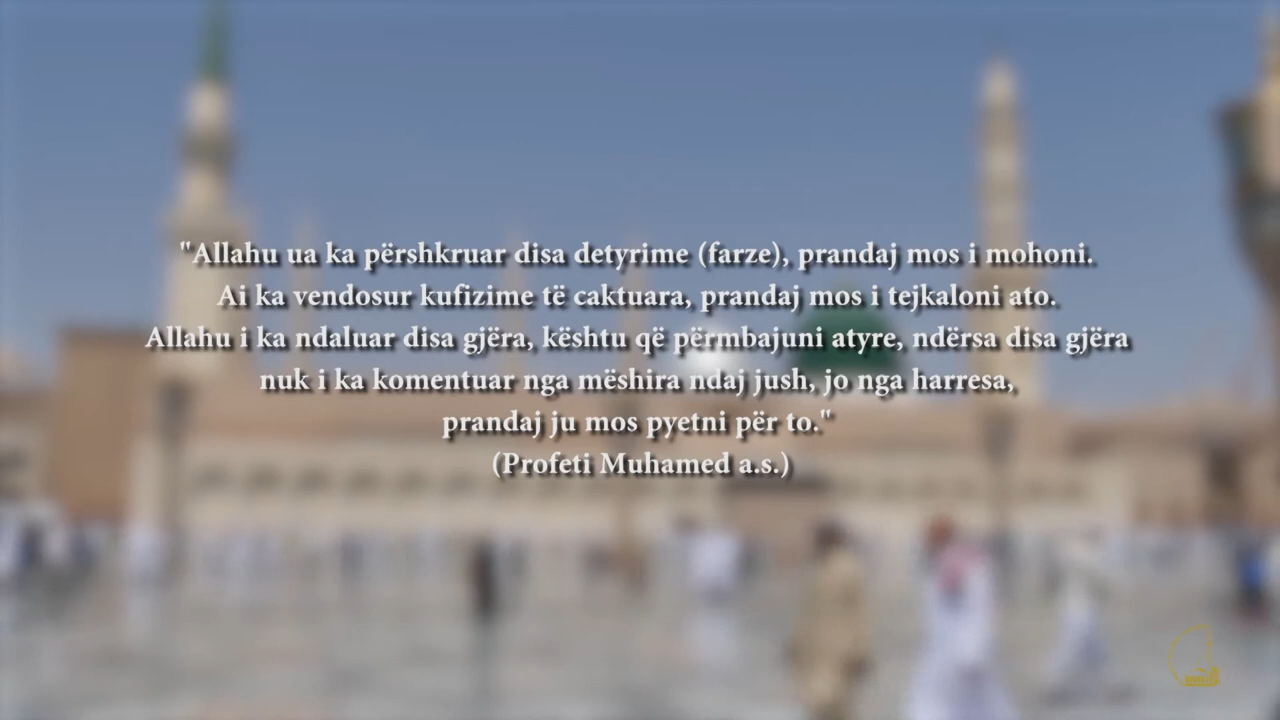 "Allahu ua ka përshkruar disa detyrime (farze), prandaj mos i mohoni.
Ai ka vendosur kufizime të caktuara, prandaj mos i tejkaloni ato.
Allahu i ka ndaluar disa gjëra, kështu që përmbajuni atyre, ndërsa disa gjëra
nuk i ka komentuar nga mëshira ndaj jush, jo nga harresa,
prandaj ju mos pyetni për to."
(Profeti Muhamed a.s.)